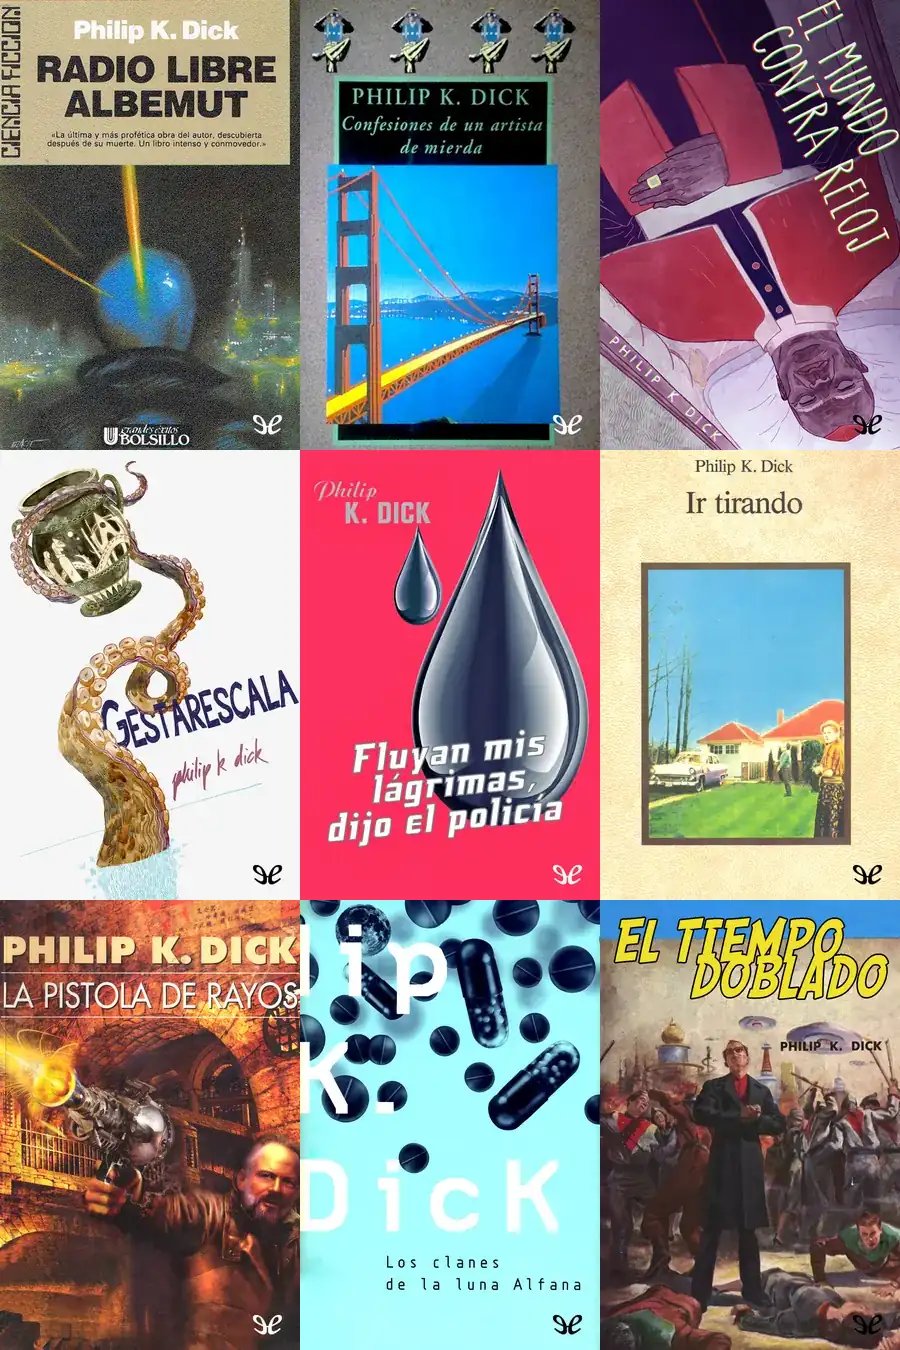 CIENCIA FICCION
Philip K. Dick
RADIO LIBRE
ALBEMUT
«La última y más profética obra del autor, descubierta
después de su muerte. Un libro intenso y conmovedor.»
grandes éxitos
BOLSILLO
PHILIP K. DICK
Confesiones de un artista
de mierda
EL MUNDO
CONTRA RELOJ
PHILIP K DICK
GESTARESCALA
philip k dick
Philip
K. DICK
Fluyan mis
lágrimas,
dijo el policía
Philip K. Dick
Ir tirando
PHILIP K. DICK
LA PISTOLA DE RAYOS
lip
K.
DicK
Los clanes
de la luna Alfana
EL TIEMPO
DOBLADO
PHILIP K. DICK